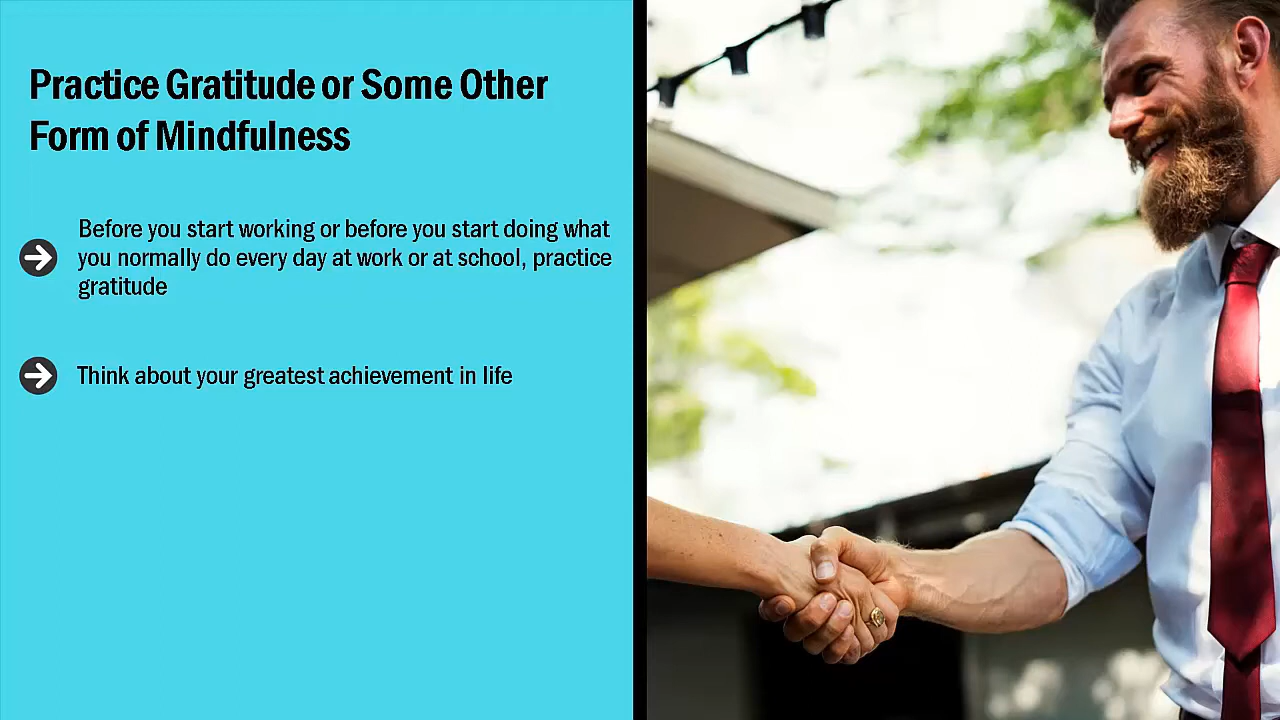 Practice Gratitude or Some Other
Form of Mindfulness
Before you start working or before you start doing what
you normally do every day at work or at school, practice
gratitude
Think about your greatest achievement in life